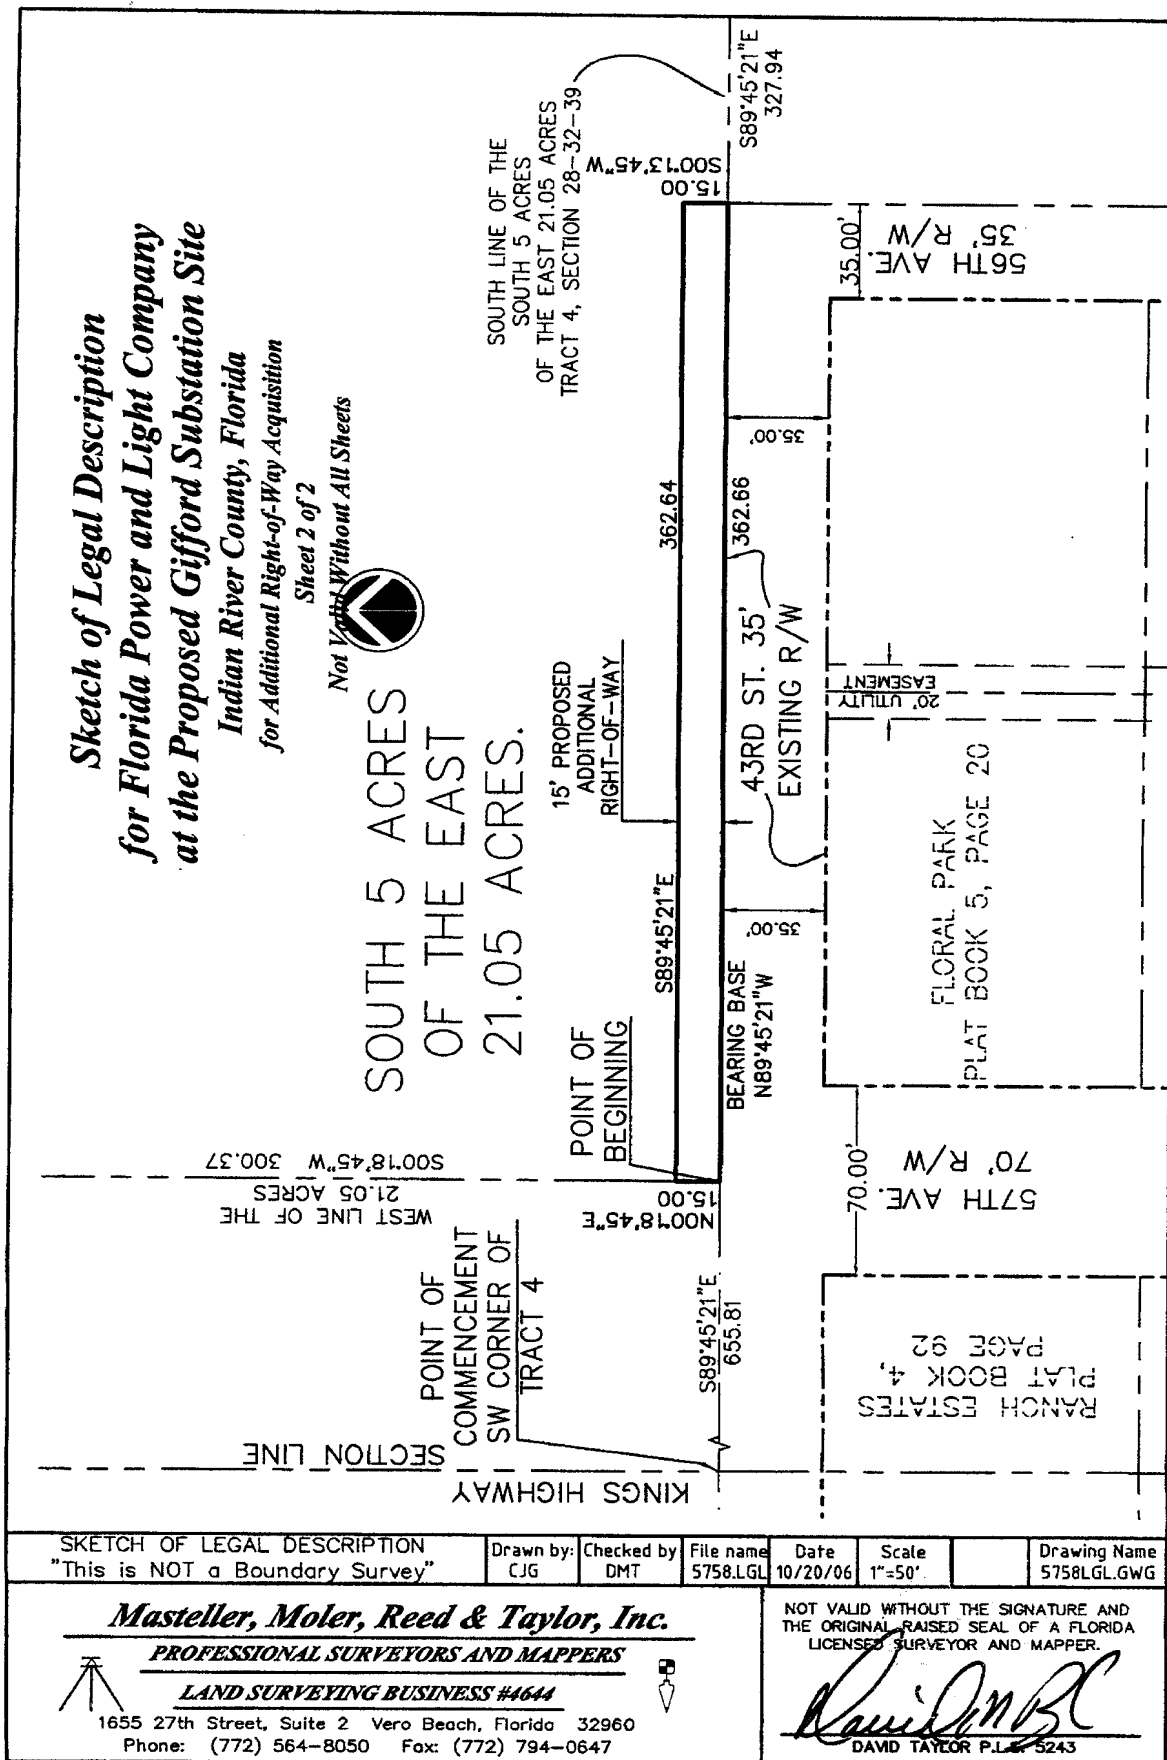 Sketch of Legal Description
for Florida Power and Light Company
at the Proposed Gifford Substation Site
Indian River County, Florida
for Additional Right-of-Way Acquisition
Sheet 2 of 2
Not Valid Without All Sheets
SOUTH LINE OF THE
SOUTH 5 ACRES
OF THE EAST 21.05 ACRES
TRACT 4, SECTION 28-32-39
S89°45'21"E
327.94
S00°13'45"W
15.00
SOUTH 5 ACRES
OF THE EAST
21.05 ACRES.
15' PROPOSED
ADDITIONAL
RIGHT-OF-WAY
362.64
362.66
S89°45'21"E
43RD ST. 35'
EXISTING R/W
35.00'
35.00'
35.00'
56TH AVE.
35' R/W
20' UTILITY
EASEMENT
FLORAL PARK
PLAT BOOK 5, PAGE 20
BEARING BASE
N89°45'21"W
POINT OF
BEGINNING
S00°18'45"W 300.37
WEST LINE OF THE
21.05 ACRES
N00°18'45"E
15.00
POINT OF
COMMENCEMENT
SW CORNER OF
TRACT 4
S89°45'21"E
655.81
70.00'
57TH AVE.
70' R/W
RANCH ESTATES
PLAT BOOK 4,
PAGE 92
SECTION LINE
KINGS HIGHWAY
SKETCH OF LEGAL DESCRIPTION
"This is NOT a Boundary Survey"
Drawn by:
CJG
Checked by
DMT
File name
5758.LGL
Date
10/20/06
Scale
1"=50'
Drawing Name
5758LGL.GWG
Masteller, Moler, Reed & Taylor, Inc.
PROFESSIONAL SURVEYORS AND MAPPERS
LAND SURVEYING BUSINESS #4644
1655 27th Street, Suite 2 Vero Beach, Florida 32960
Phone: (772) 564-8050 Fax: (772) 794-0647
NOT VALID WITHOUT THE SIGNATURE AND
THE ORIGINAL RAISED SEAL OF A FLORIDA
LICENSED SURVEYOR AND MAPPER.
DAVID TAYLOR P.L.S. 5243